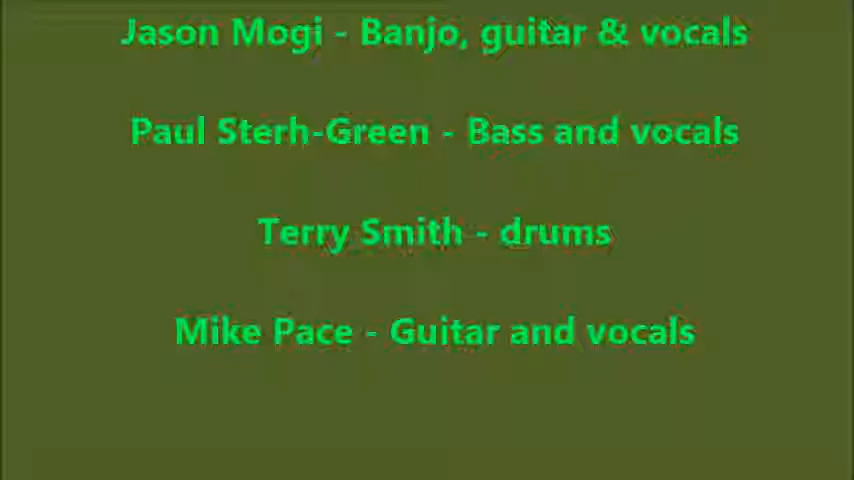 Jason Mogi - Banjo, guitar & vocals
Paul Sterh-Green - Bass and vocals
Terry Smith - drums
Mike Pace - Guitar and vocals